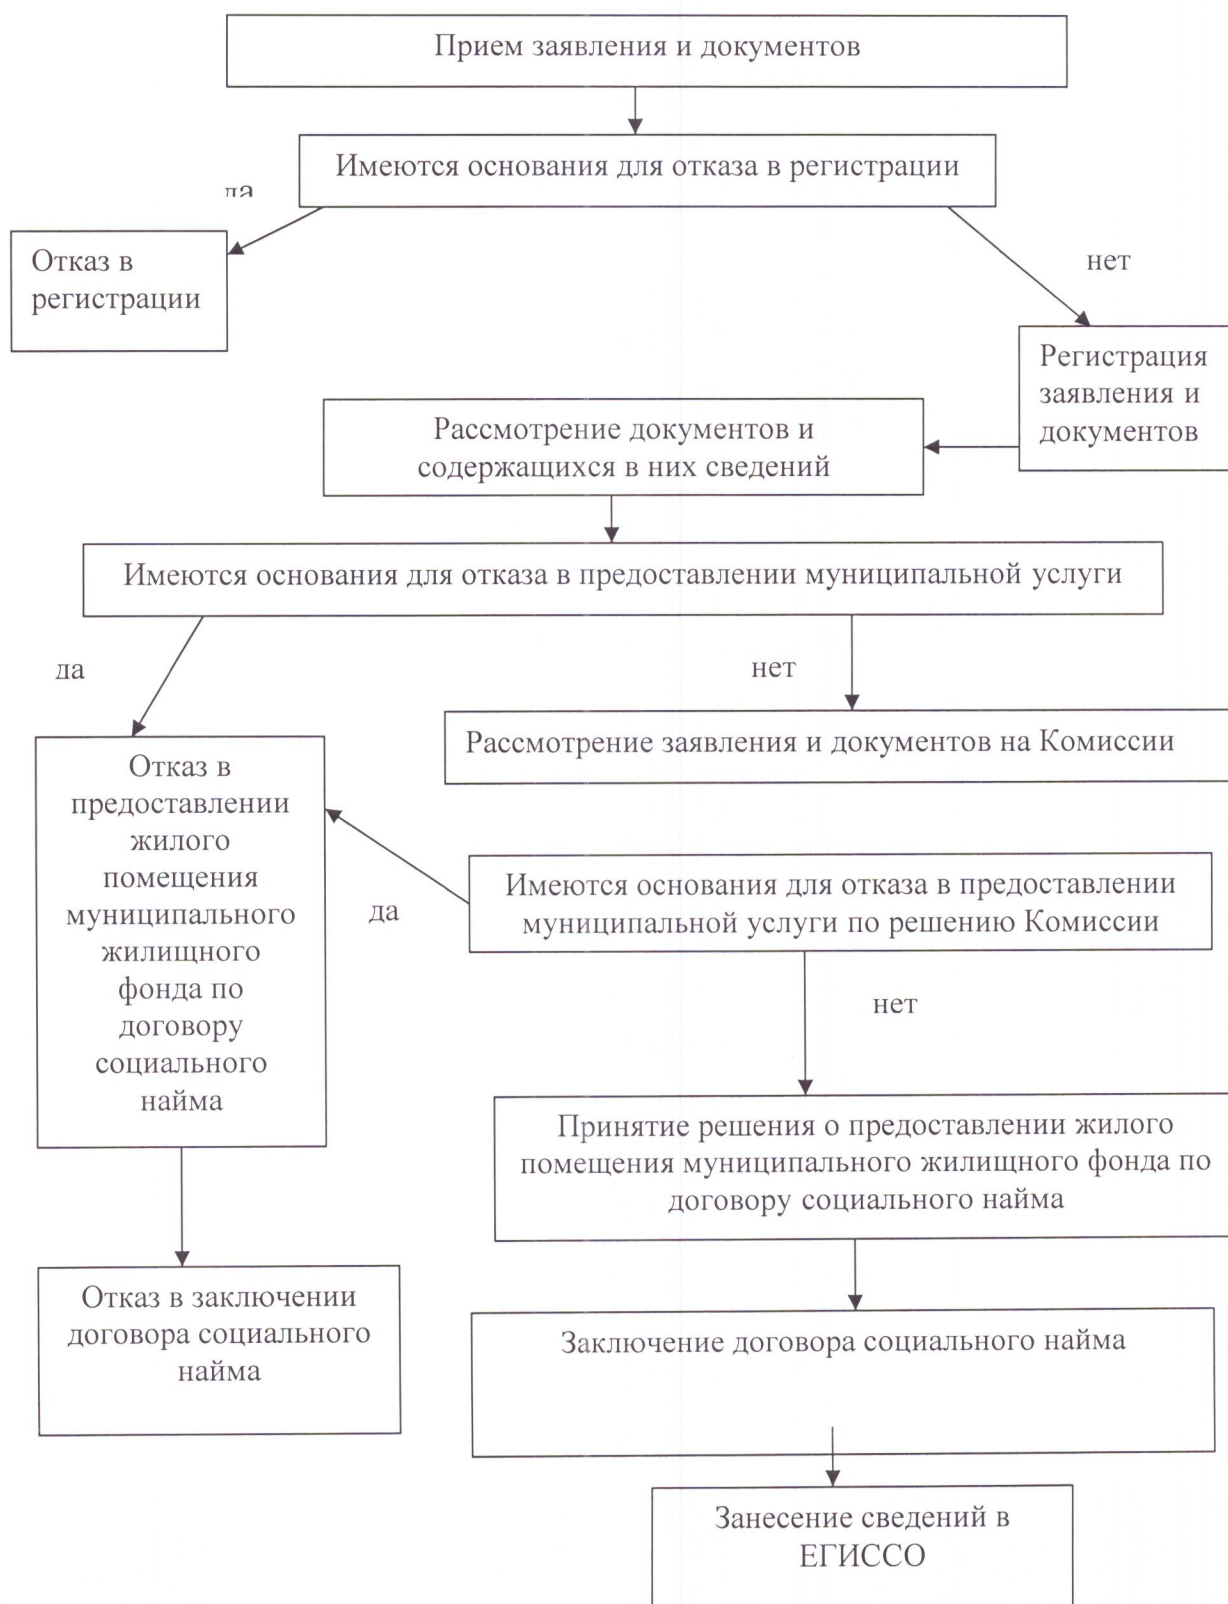 Прием заявления и документов
Имеются основания для отказа в регистрации
да
Отказ в
регистрации
нет
Регистрация
заявления и
документов
Рассмотрение документов и
содержащихся в них сведений
Имеются основания для отказа в предоставлении муниципальной услуги
да
нет
Рассмотрение заявления и документов на Комиссии
Отказ в
предоставлении
жилого
помещения
муниципального
жилищного
фонда по
договору
социального
найма
да
Имеются основания для отказа в предоставлении
муниципальной услуги по решению Комиссии
нет
Принятие решения о предоставлении жилого
помещения муниципального жилищного фонда по
договору социального найма
Отказ в заключении
договора социального
найма
Заключение договора социального найма
Занесение сведений в
ЕГИССО